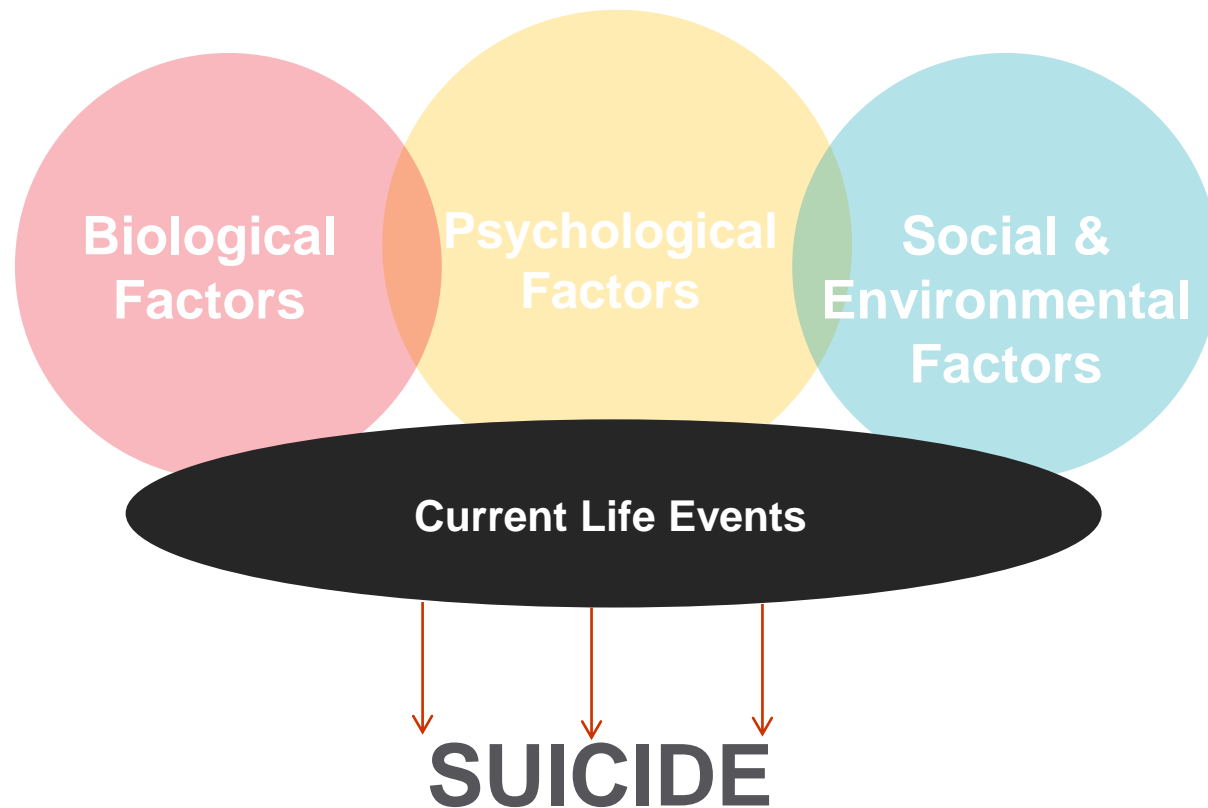 Biological
Factors
Psychological
Factors
Social &
Environmental
Factors
Current Life Events
SUICIDE